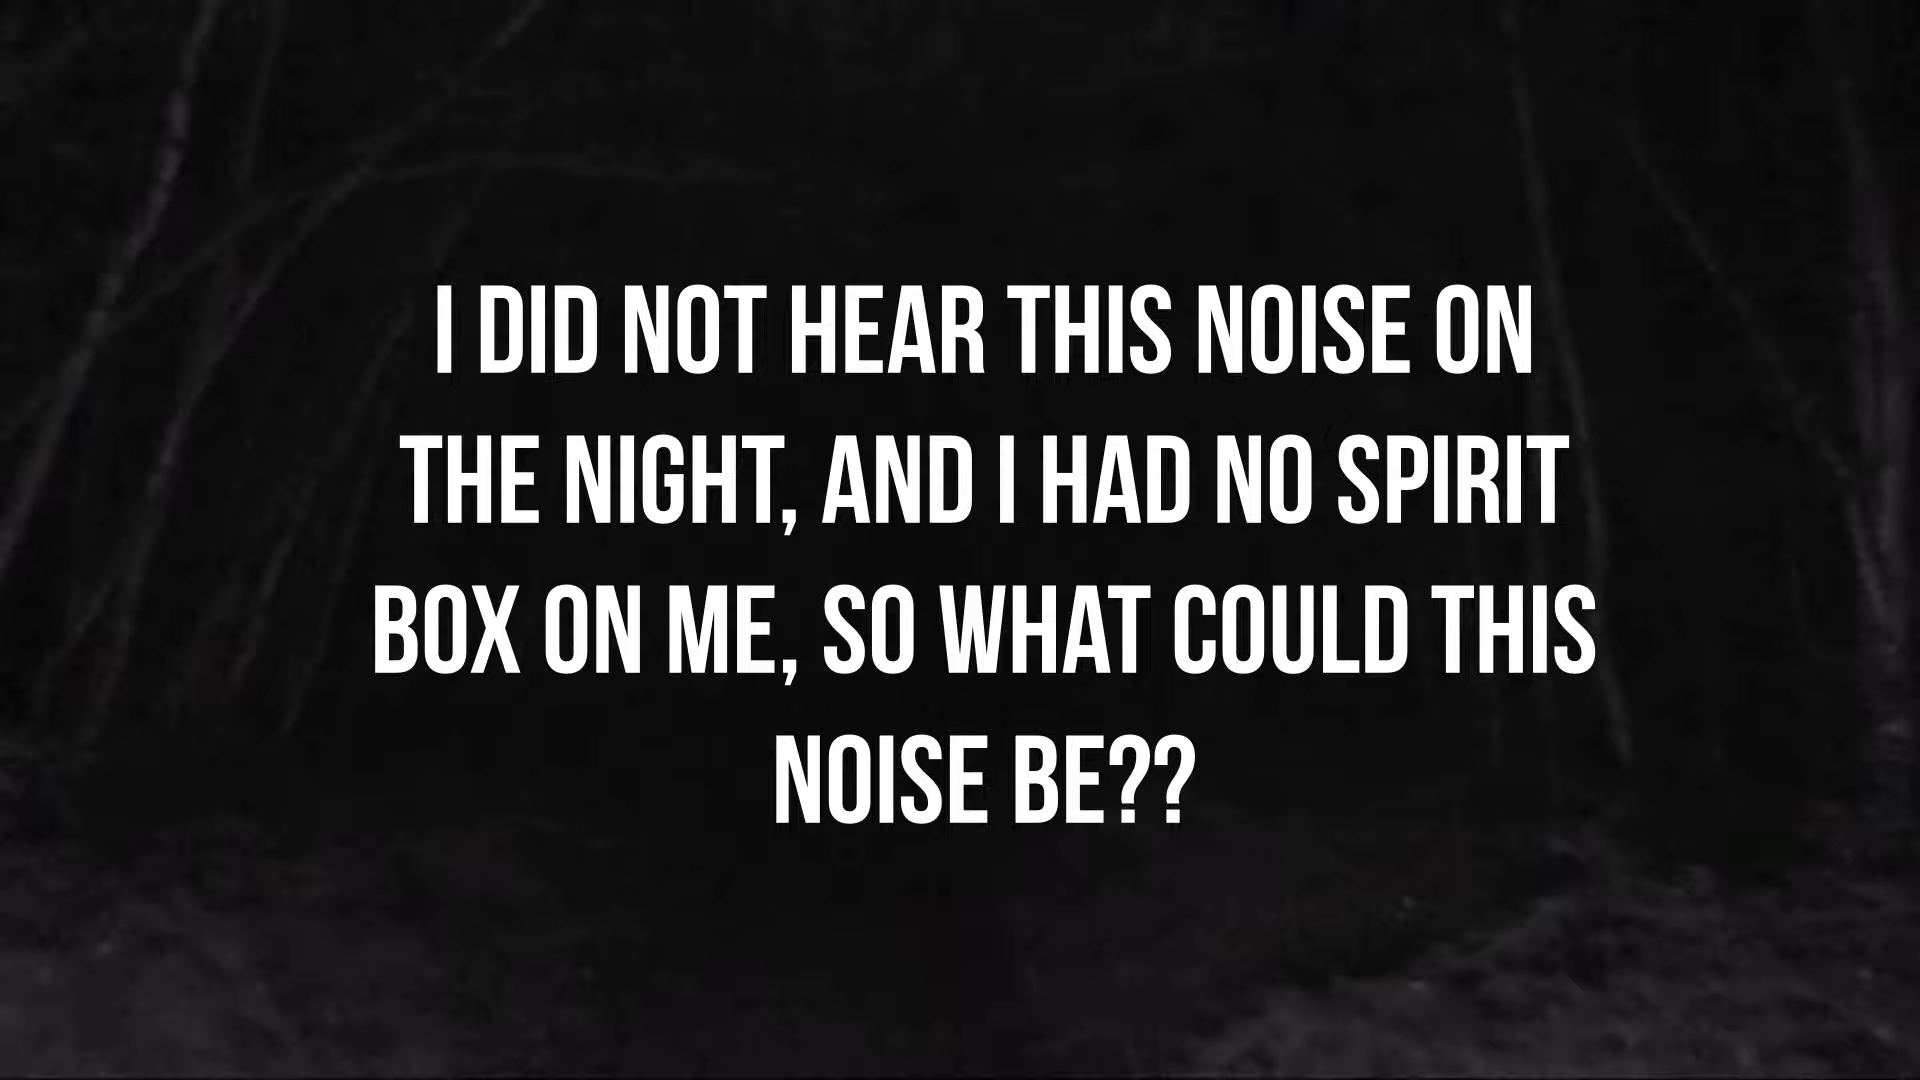 I DID NOT HEAR THIS NOISE ON
THE NIGHT, AND I HAD NO SPIRIT
BOX ON ME, SO WHAT COULD THIS
NOISE BE??